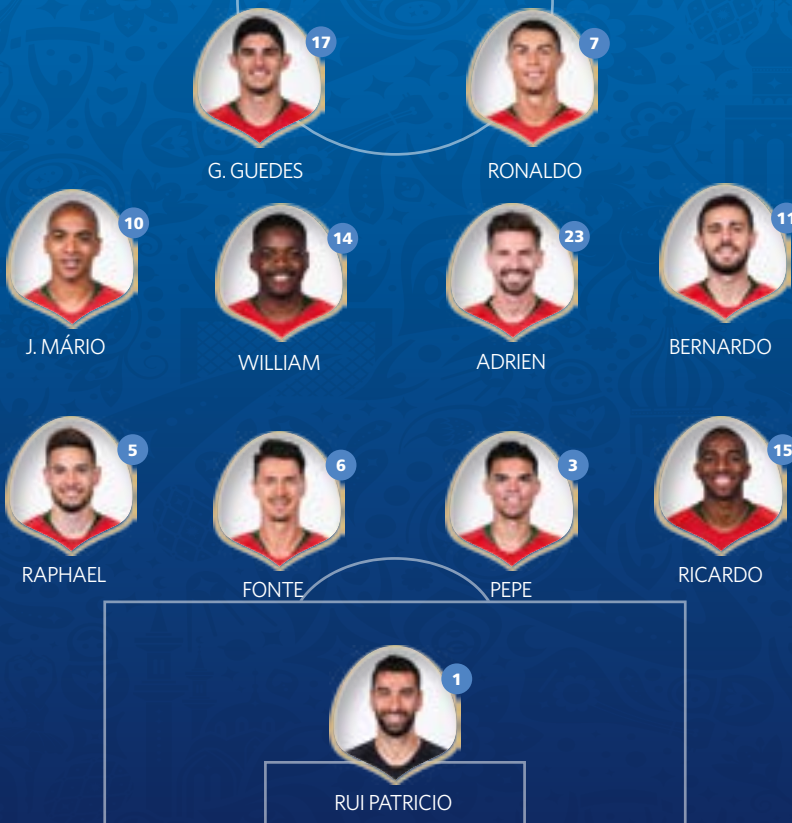 17
7
G. GUEDES
RONALDO
10
14
23
11
J. MÁRIO
WILLIAM
ADRIEN
BERNARDO
5
6
3
15
RAPHAEL
FONTE
PEPE
RICARDO
1
RUI PATRICIO